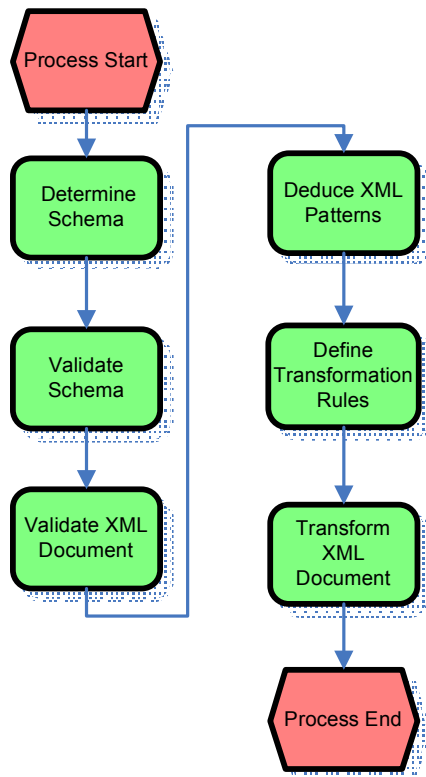 Process Start
Determine
Schema
Validate
Schema
Validate XML
Document
Deduce XML
Patterns
Define
Transformation
Rules
Transform
XML
Document
Process End